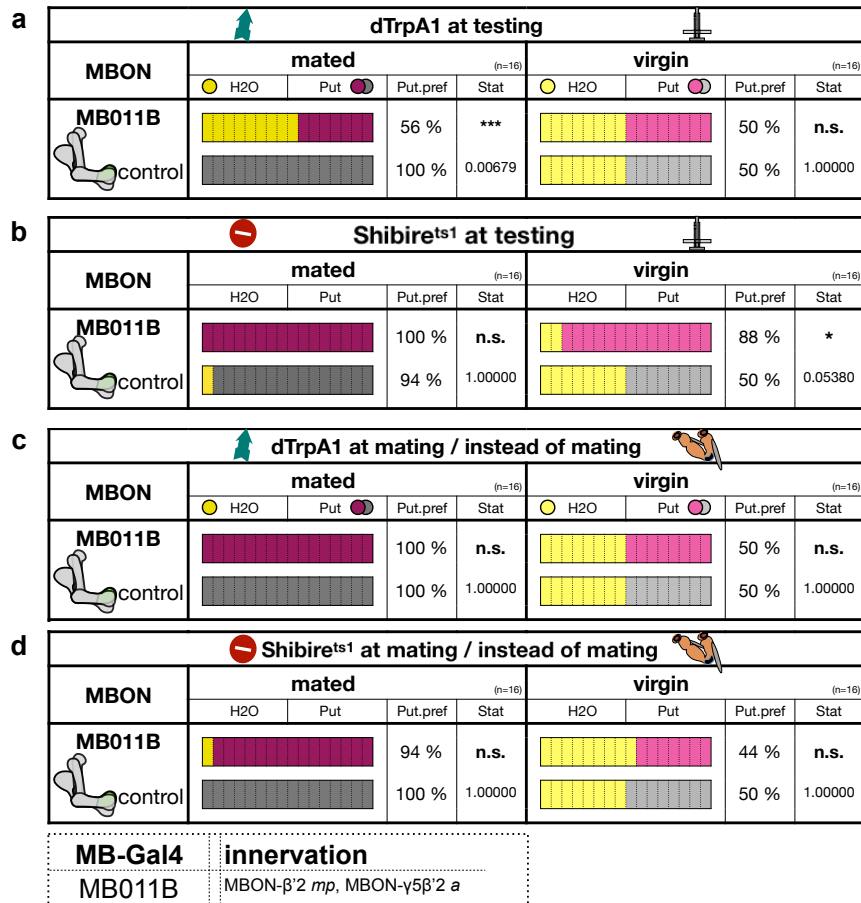 a
dTrpA1 at testing
MBON mated (n=16) virgin (n=16)
H2O Put Put.pref Stat H2O Put Put.pref Stat
MB011B 56 % *** 50 % n.s.
control 100 % 0.00679 50 % 1.00000
b
Shibire^ts1 at testing
MBON mated (n=16) virgin (n=16)
H2O Put Put.pref Stat H2O Put Put.pref Stat
MB011B 100 % n.s. 88 % *
control 94 % 1.00000 50 % 0.05380
c
dTrpA1 at mating / instead of mating
MBON mated (n=16) virgin (n=16)
H2O Put Put.pref Stat H2O Put Put.pref Stat
MB011B 100 % n.s. 50 % n.s.
control 100 % 1.00000 50 % 1.00000
d
Shibire^ts1 at mating / instead of mating
MBON mated (n=16) virgin (n=16)
H2O Put Put.pref Stat H2O Put Put.pref Stat
MB011B 94 % n.s. 44 % n.s.
control 100 % 1.00000 50 % 1.00000
MB-Gal4 innervation
MB011B MBON-β'2 mp, MBON-γ5β'2 a